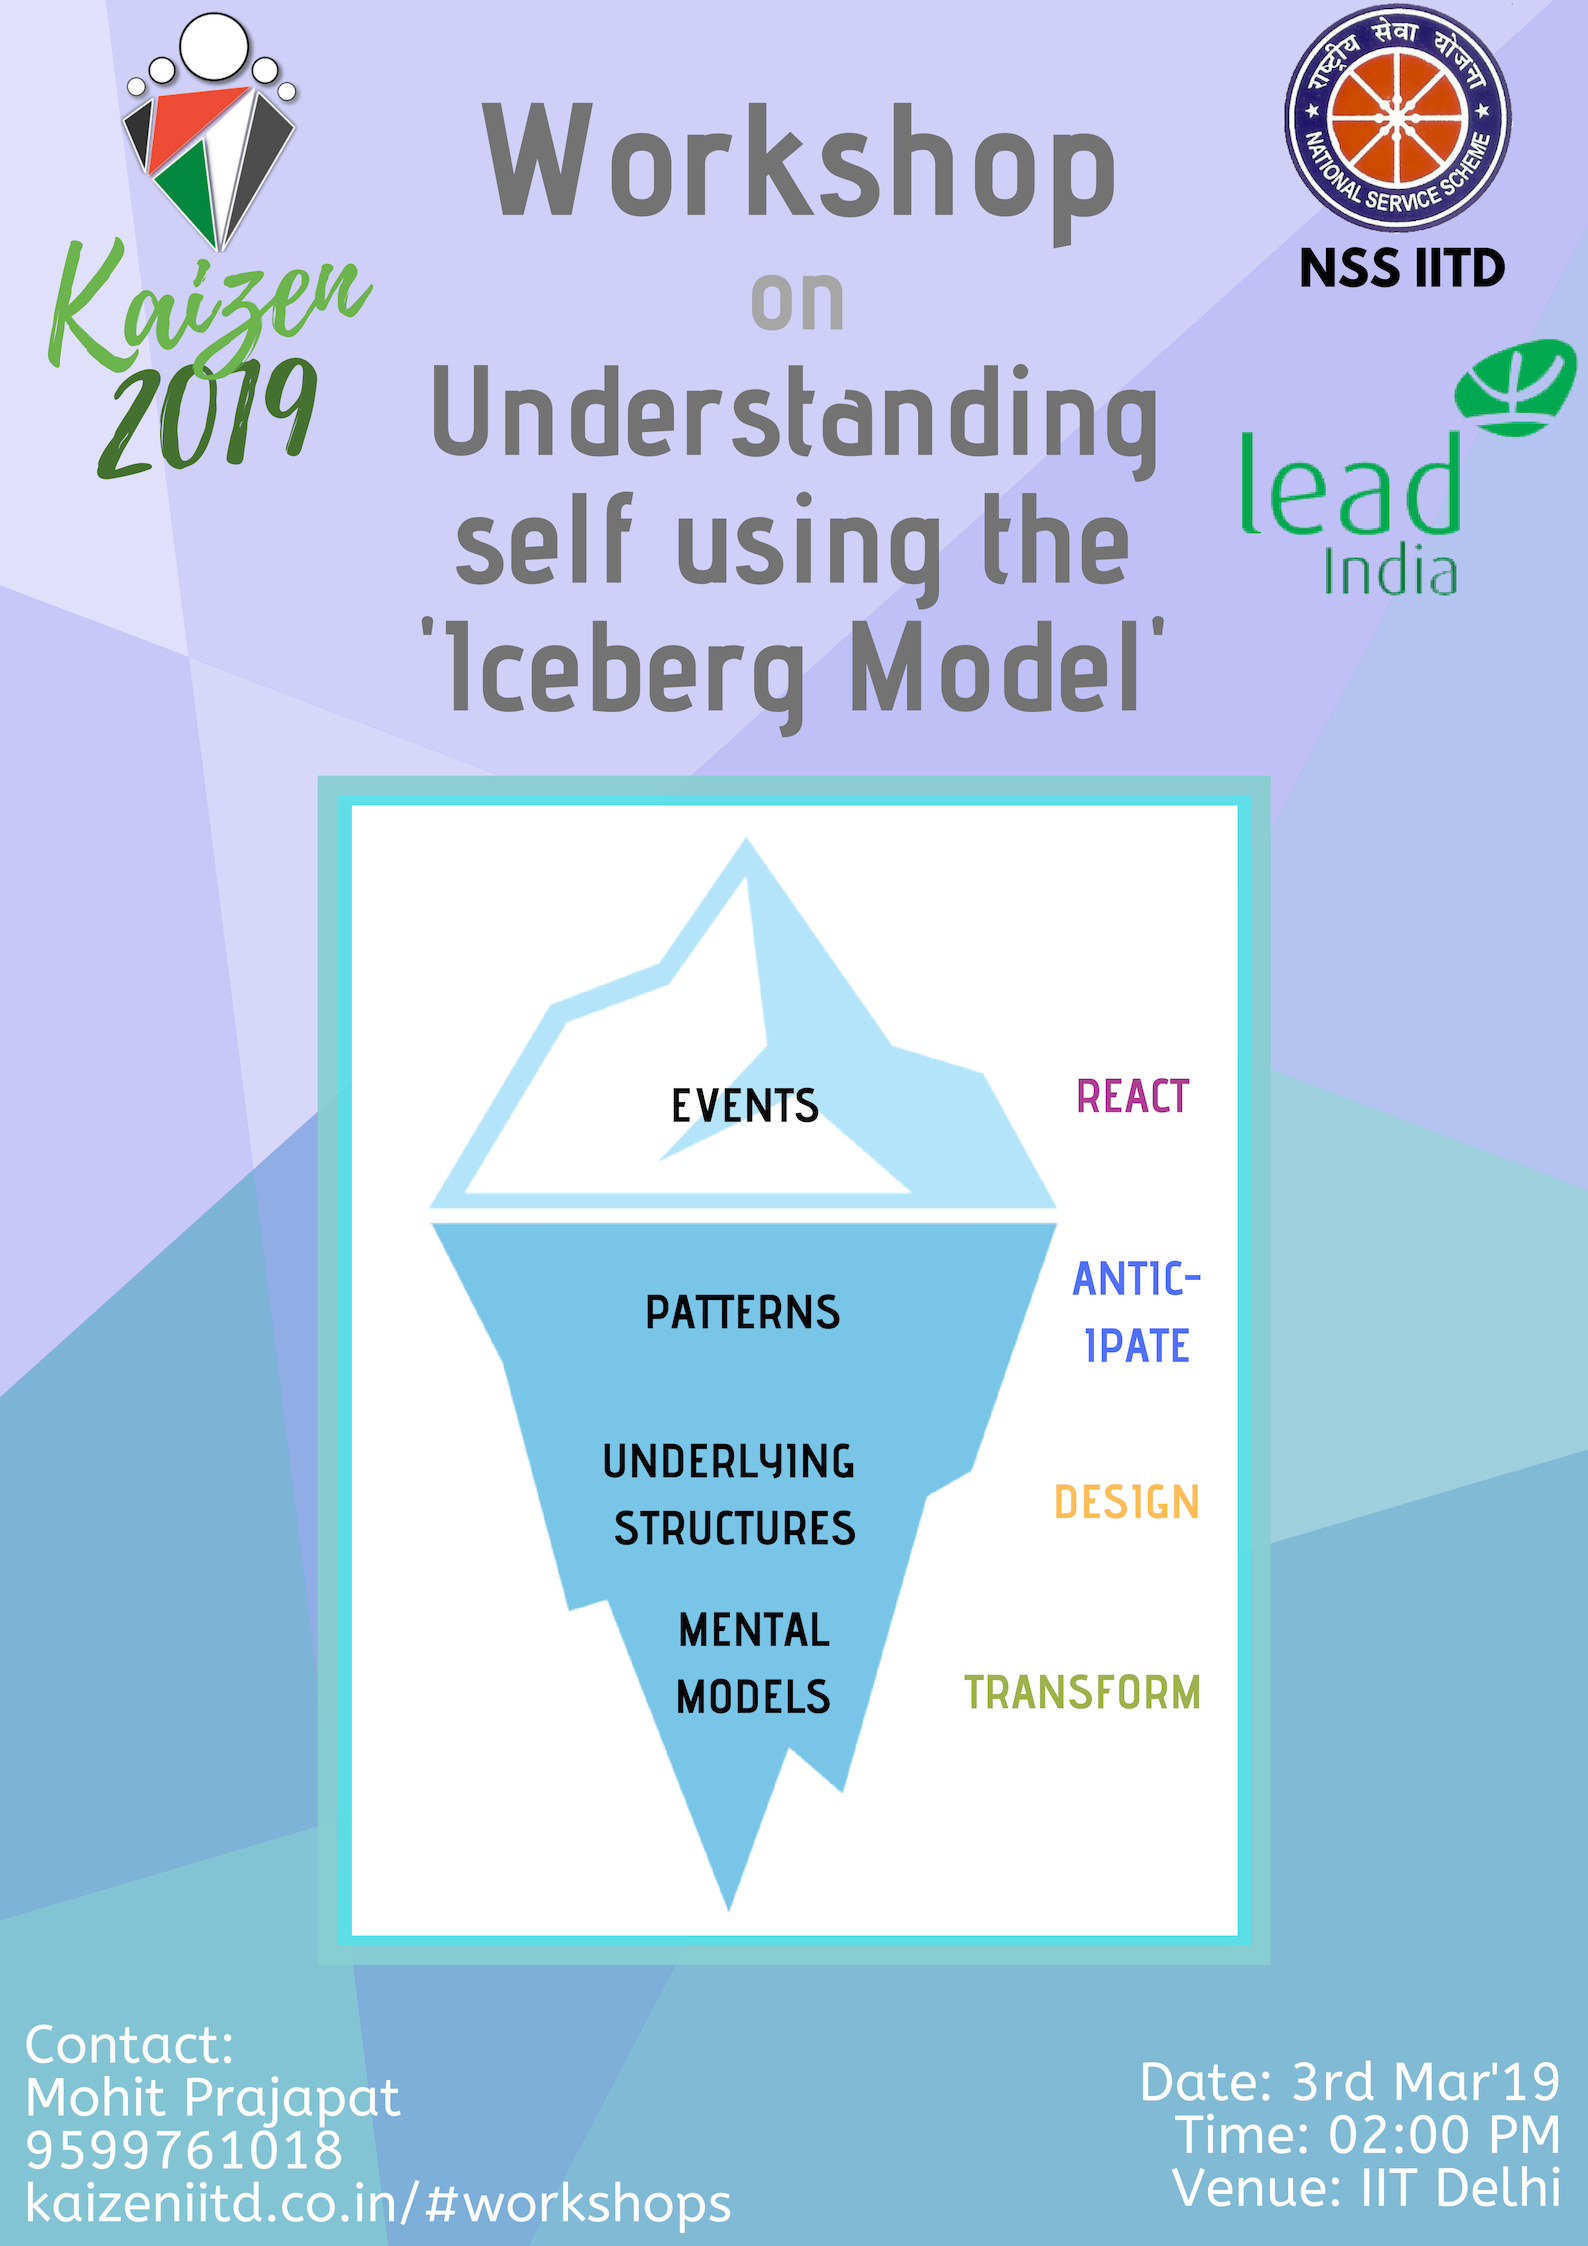 Kaizen
2019
Workshop
on
Understanding
self using the
'Iceberg Model'
राष्ट्रीय सेवा योजना
NATIONAL SERVICE SCHEME
NSS IITD
lead
India
EVENTS
REACT
PATTERNS
ANTIC-
IPATE
UNDERLYING
STRUCTURES
DESIGN
MENTAL
MODELS
TRANSFORM
Contact:
Mohit Prajapat
9599761018
kaizeniitd.co.in/#workshops
Date: 3rd Mar'19
Time: 02:00 PM
Venue: IIT Delhi